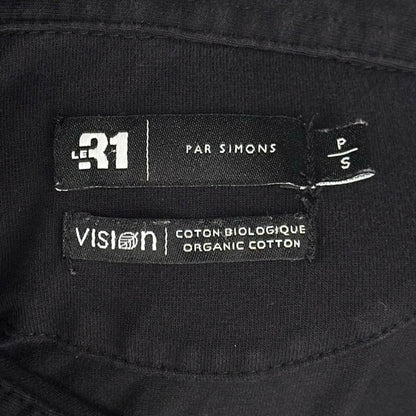 LE 31 PAR SIMONS
P
S
VISION COTON BIOLOGIQUE
ORGANIC COTTON